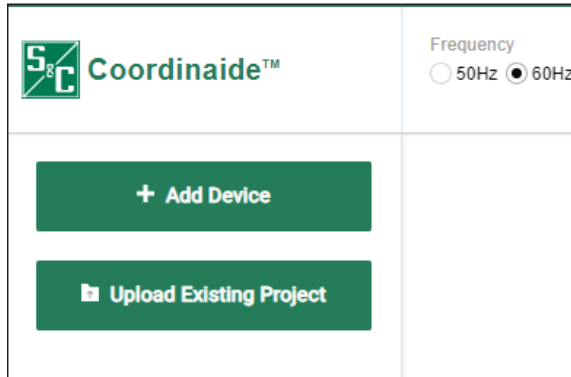 S&C Coordinaide™
Frequency
50Hz 60Hz
+ Add Device
Upload Existing Project